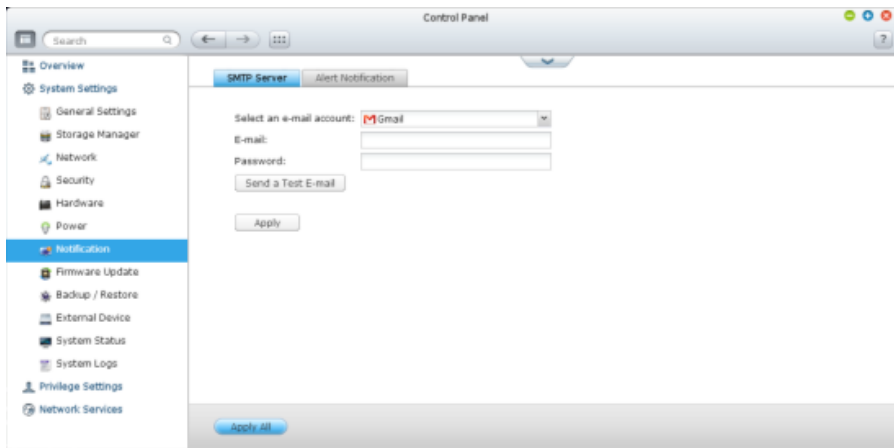 Control Panel
Search
?
Overview
System Settings
General Settings
Storage Manager
Network
Security
Hardware
Power
Notification
Firmware Update
Backup / Restore
External Device
System Status
System Logs
Privilege Settings
Network Services
SMTP Server
Alert Notification
Select an e-mail account: Gmail
E-mail:
Password:
Send a Test E-mail
Apply
Apply All